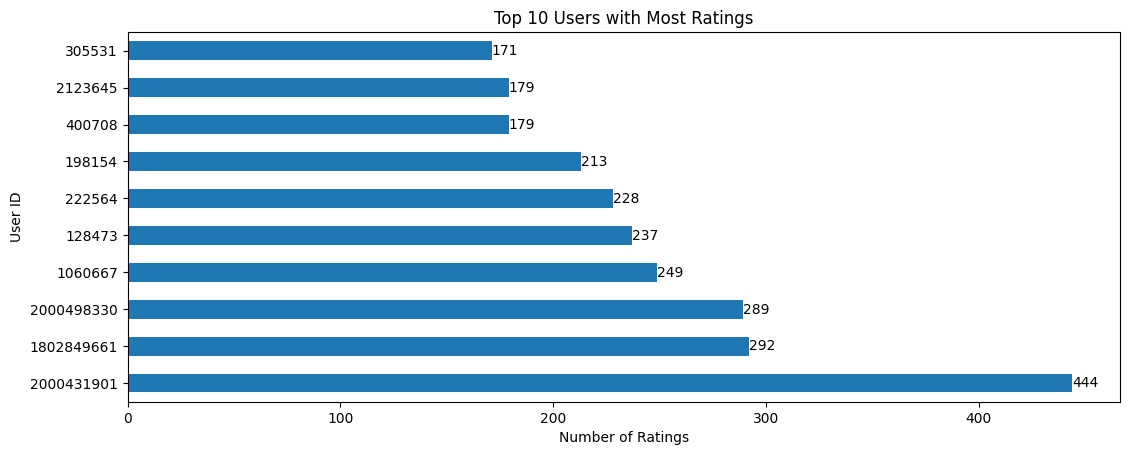 Top 10 Users with Most Ratings
305531 171
2123645 179
400708 179
198154 213
222564 228
128473 237
1060667 249
2000498330 289
1802849661 292
2000431901 444
0 100 200 300 400
Number of Ratings
User ID